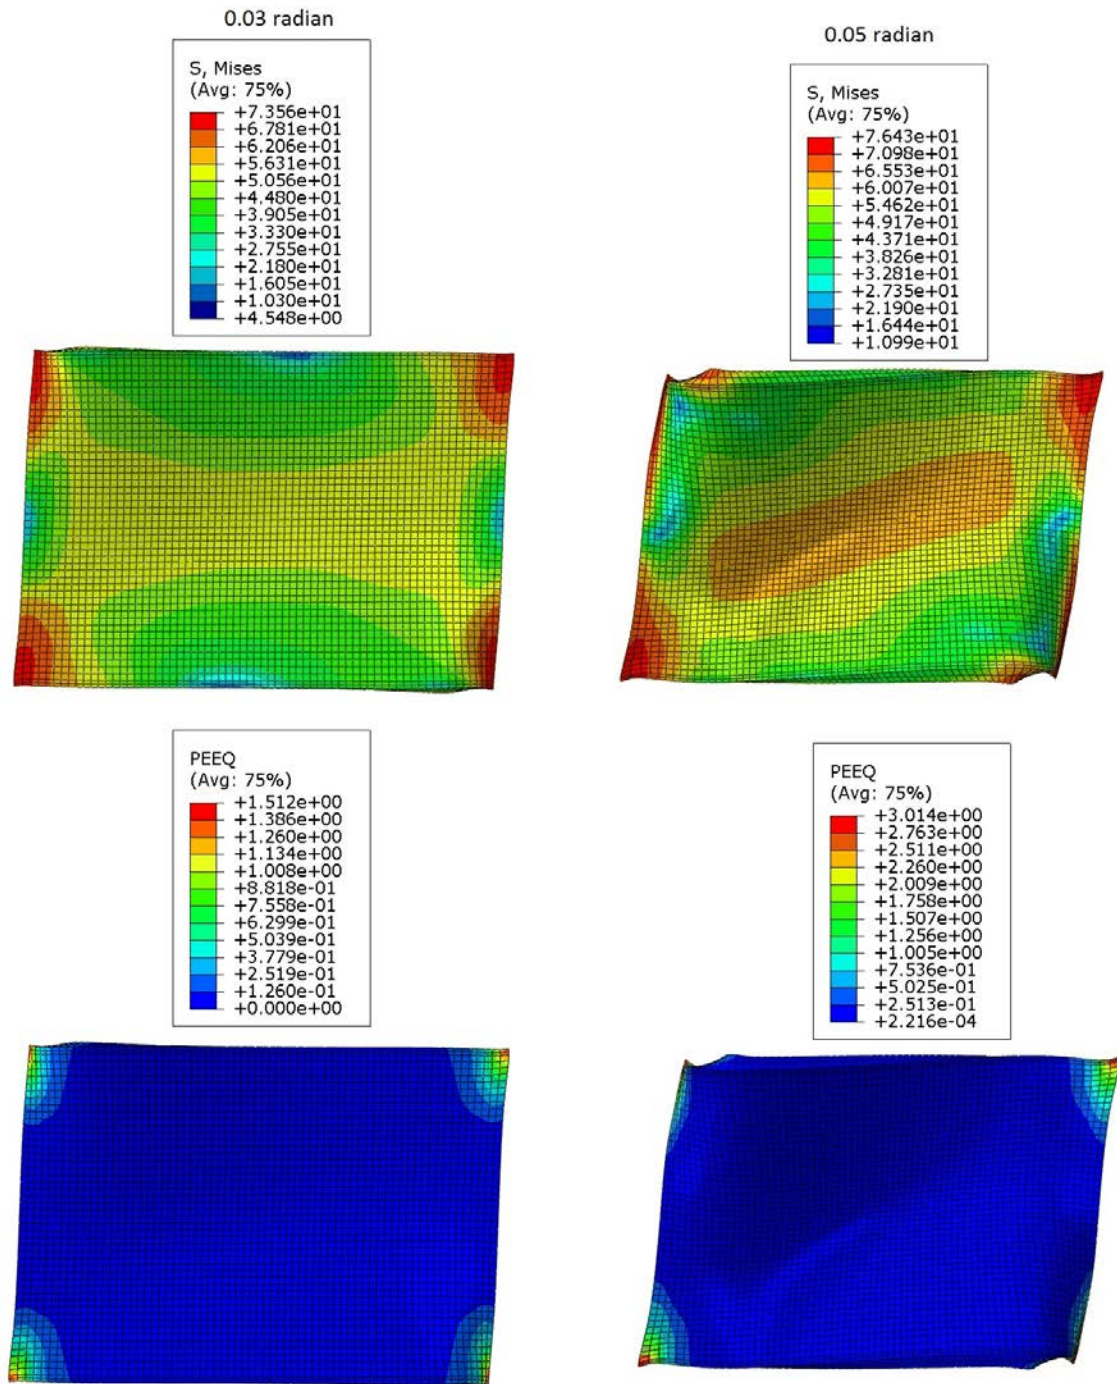 0.03 radian
S, Mises
(Avg: 75%)
+7.356e+01
+6.781e+01
+6.206e+01
+5.631e+01
+5.056e+01
+4.480e+01
+3.905e+01
+3.330e+01
+2.755e+01
+2.180e+01
+1.605e+01
+1.030e+01
+4.548e+00
0.05 radian
S, Mises
(Avg: 75%)
+7.643e+01
+7.098e+01
+6.553e+01
+6.007e+01
+5.462e+01
+4.917e+01
+4.371e+01
+3.826e+01
+3.281e+01
+2.735e+01
+2.190e+01
+1.644e+01
+1.099e+01
PEEQ
(Avg: 75%)
+1.512e+00
+1.386e+00
+1.260e+00
+1.134e+00
+1.008e+00
+8.818e-01
+7.558e-01
+6.299e-01
+5.039e-01
+3.779e-01
+2.519e-01
+1.260e-01
+0.000e+00
PEEQ
(Avg: 75%)
+3.014e+00
+2.763e+00
+2.511e+00
+2.260e+00
+2.009e+00
+1.758e+00
+1.507e+00
+1.256e+00
+1.005e+00
+7.536e-01
+5.025e-01
+2.513e-01
+2.216e-04